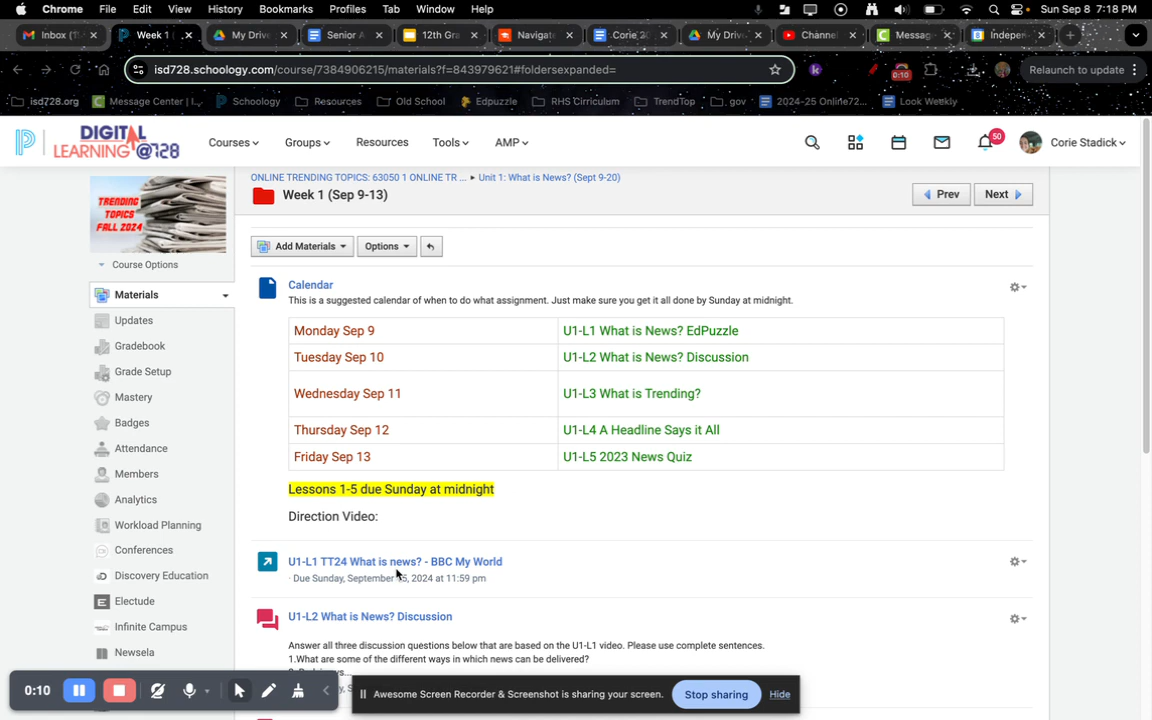 Chrome File Edit View History Bookmarks Profiles Tab Window Help Sun Sep 8 7:18 PM
Inbox (1 Week 1 ( My Driv Senior A 12th Gra Navigat Corie 20 My Driv Channel Messag Indeper
isd728.schoology.com/course/7384906215/materials?f=843979621#foldersexpanded= 0:10 Relaunch to update
isd728.org Message Center | I... Schoology Resources Old School Edpuzzle RHS Cirriculum TrendTop .gov 2024-25 Online72... Look Weekly
DIGITAL LEARNING @728 Courses Groups Resources Tools AMP 50 Corie Stadick
TRENDING TOPICS FALL 2024
ONLINE TRENDING TOPICS: 63050 1 ONLINE TR ... ▸ Unit 1: What is News? (Sept 9-20)
Week 1 (Sep 9-13) Prev Next
Add Materials Options
Course Options
Materials
Updates
Gradebook
Grade Setup
Mastery
Badges
Attendance
Members
Analytics
Workload Planning
Conferences
Discovery Education
Electude
Infinite Campus
Newsela
Calendar
This is a suggested calendar of when to do what assignment. Just make sure you get it all done by Sunday at midnight.
Monday Sep 9 U1-L1 What is News? EdPuzzle
Tuesday Sep 10 U1-L2 What is News? Discussion
Wednesday Sep 11 U1-L3 What is Trending?
Thursday Sep 12 U1-L4 A Headline Says it All
Friday Sep 13 U1-L5 2023 News Quiz
Lessons 1-5 due Sunday at midnight
Direction Video:
U1-L1 TT24 What is news? - BBC My World
· Due Sunday, September 15, 2024 at 11:59 pm
U1-L2 What is News? Discussion
Answer all three discussion questions below that are based on the U1-L1 video. Please use complete sentences.
1.What are some of the different ways in which news can be delivered?
0:10
Awesome Screen Recorder & Screenshot is sharing your screen. Stop sharing Hide